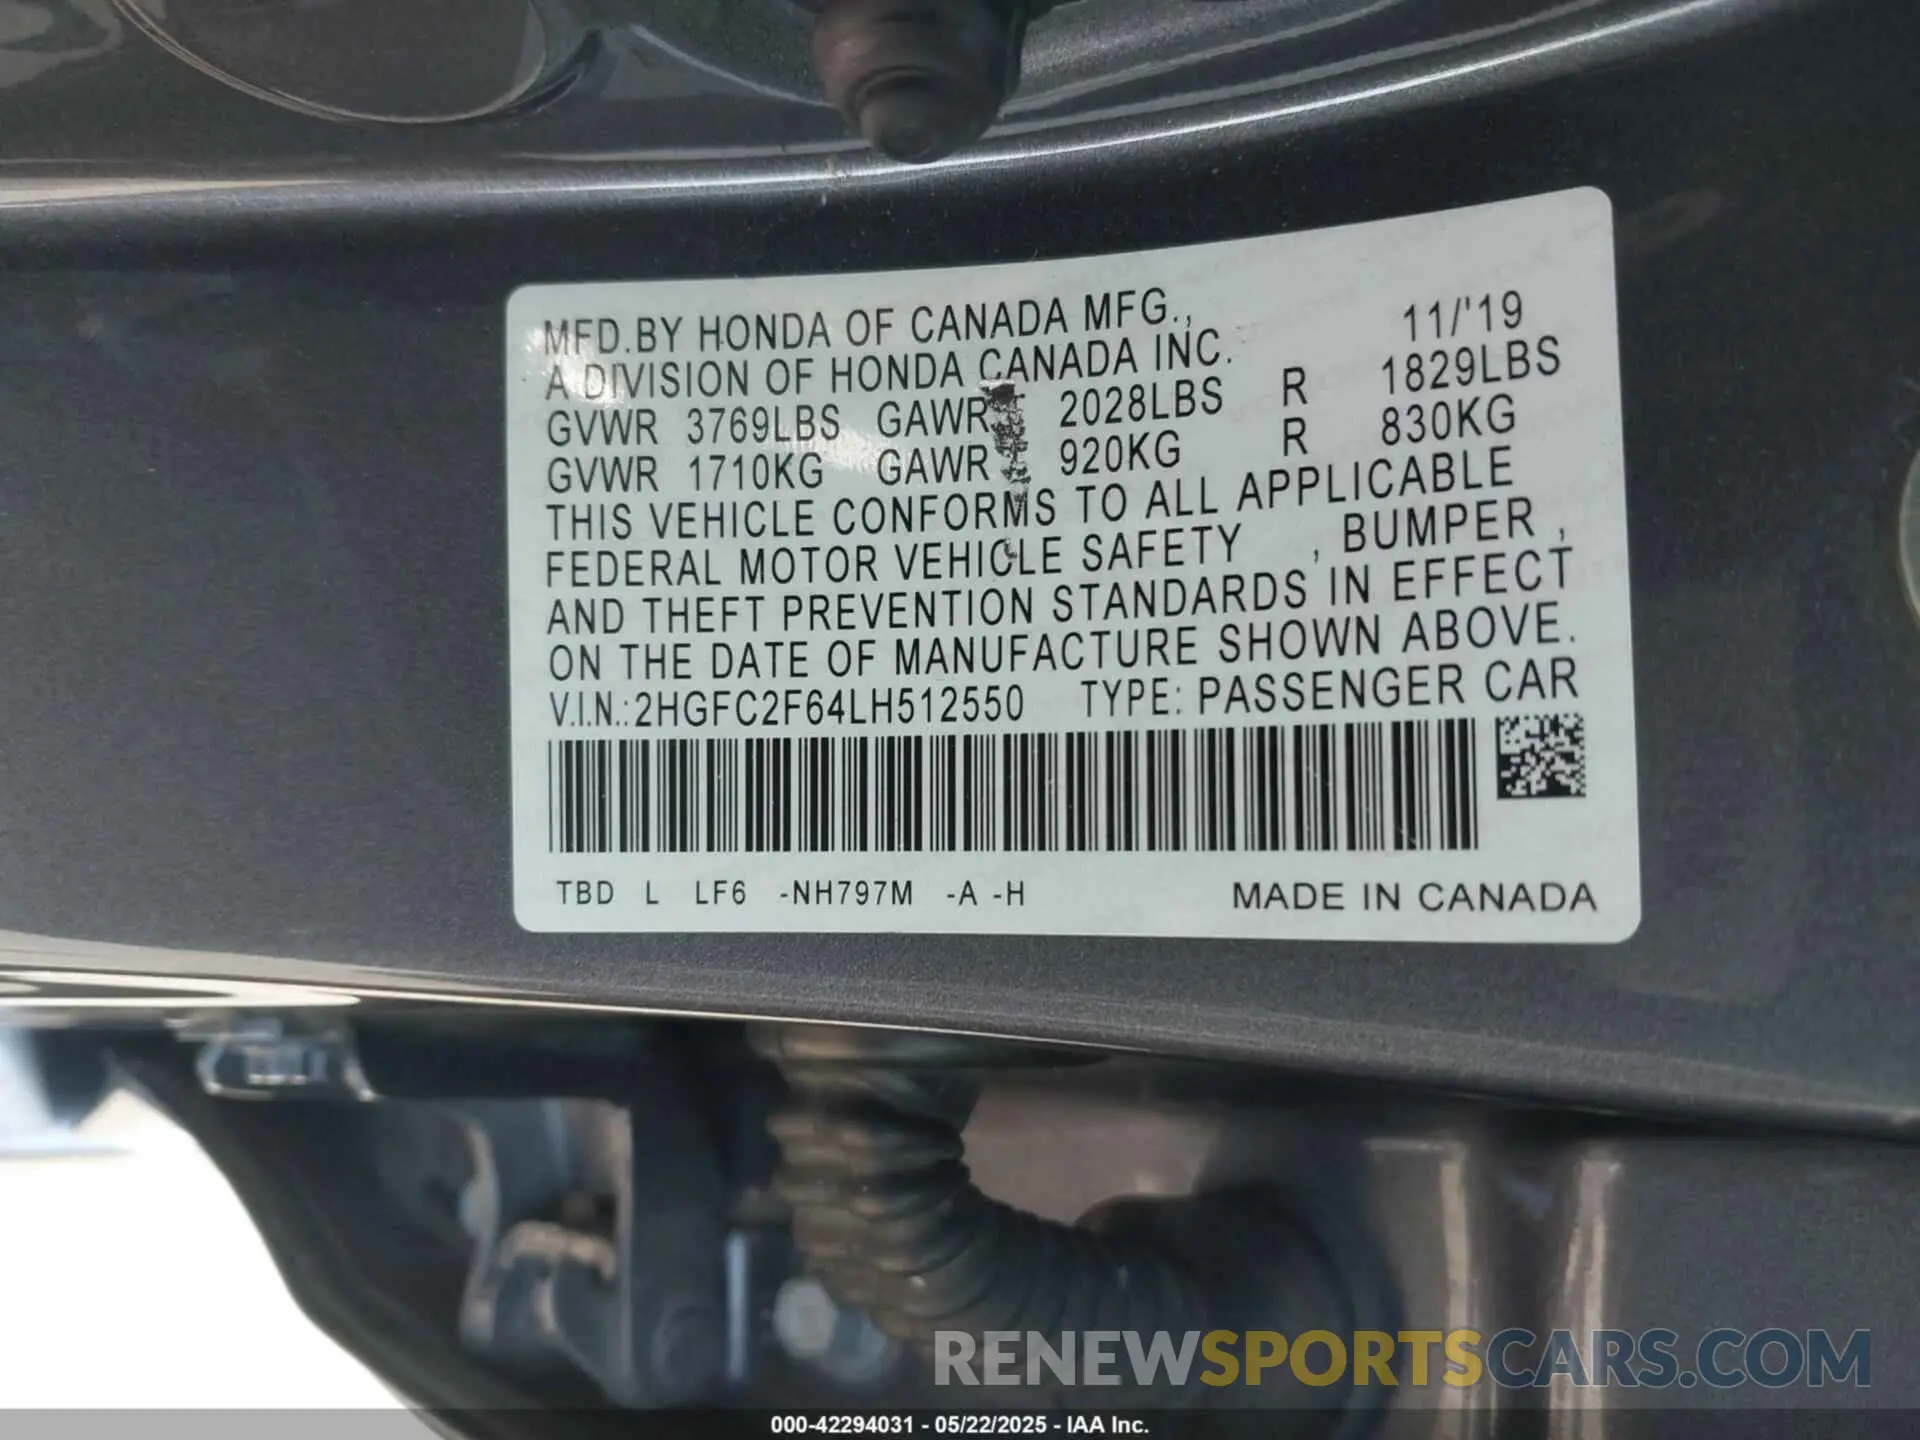 MFD.BY HONDA OF CANADA MFG., 11/'19
A DIVISION OF HONDA CANADA INC.
GVWR 3769LBS GAWR 2028LBS R 1829LBS
GVWR 1710KG GAWR 920KG R 830KG
THIS VEHICLE CONFORMS TO ALL APPLICABLE
FEDERAL MOTOR VEHICLE SAFETY , BUMPER ,
AND THEFT PREVENTION STANDARDS IN EFFECT
ON THE DATE OF MANUFACTURE SHOWN ABOVE.
V.I.N.:2HGFC2F64LH512550 TYPE: PASSENGER CAR
TBD L LF6 -NH797M -A -H MADE IN CANADA
RENEWSPORTSCARS.COM
000-42294031 - 05/22/2025 - IAA Inc.